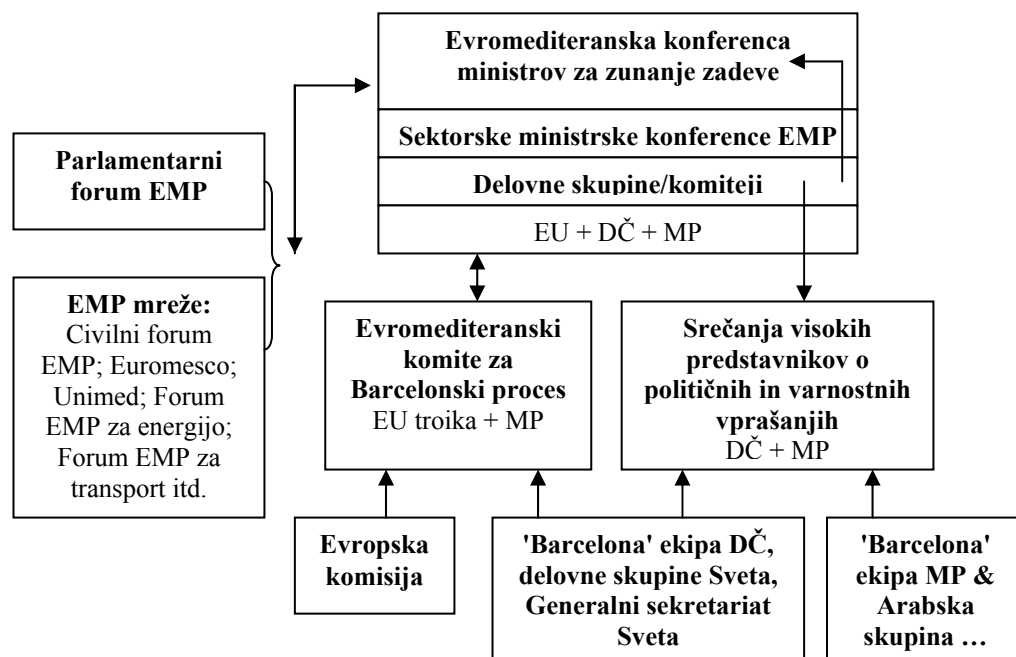 Evromediteranska konferenca
ministrov za zunanje zadeve
Sektorske ministrske konference EMP
Delovne skupine/komiteji
EU + DČ + MP
Parlamentarni
forum EMP
EMP mreže:
Civilni forum
EMP; Euromesco;
Unimed; Forum
EMP za energijo;
Forum EMP za
transport itd.
Evromediteranski
komite za
Barcelonski proces
EU troika + MP
Srečanja visokih
predstavnikov o
političnih in varnostnih
vprašanjih
DČ + MP
Evropska
komisija
'Barcelona' ekipa DČ,
delovne skupine Sveta,
Generalni sekretariat
Sveta
'Barcelona'
ekipa MP &
Arabska
skupina …